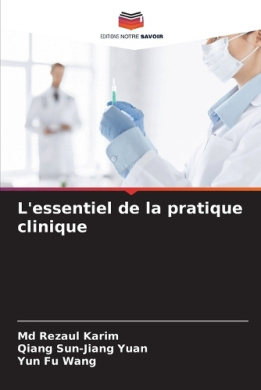 EDITIONS NOTRE SAVOIR
L'essentiel de la pratique
clinique
Md Rezaul Karim
Qiang Sun-Jiang Yuan
Yun Fu Wang